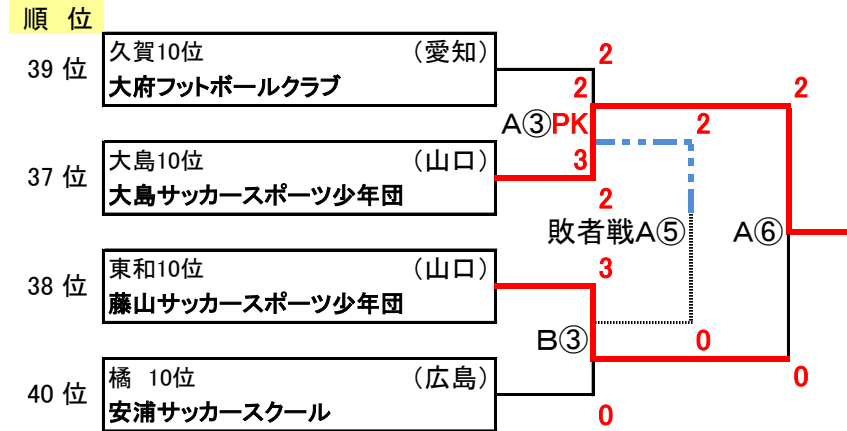 順 位
久賀10位 (愛知)
39 位
大府フットボールクラブ
2
2
2
A③PK
2
大島10位 (山口)
3
37 位
大島サッカースポーツ少年団
2
敗者戦A⑤
A⑥
東和10位 (山口)
3
38 位
藤山サッカースポーツ少年団
B③
0
橘 10位 (広島)
0
40 位
安浦サッカースクール
0